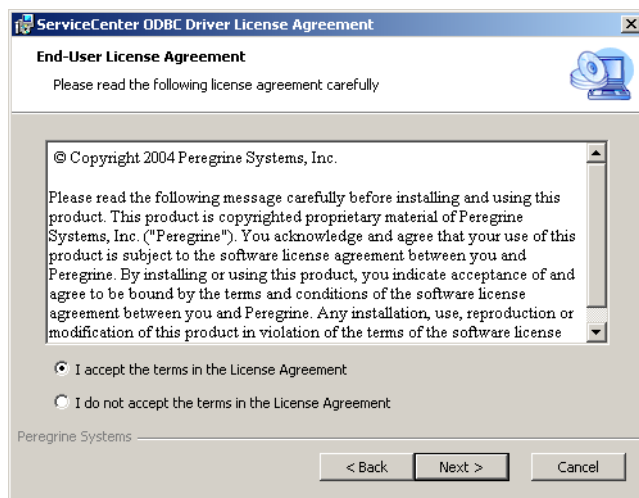 ServiceCenter ODBC Driver License Agreement
End-User License Agreement
Please read the following license agreement carefully
© Copyright 2004 Peregrine Systems, Inc.
Please read the following message carefully before installing and using this
product. This product is copyrighted proprietary material of Peregrine
Systems, Inc. ("Peregrine"). You acknowledge and agree that your use of this
product is subject to the software license agreement between you and
Peregrine. By installing or using this product, you indicate acceptance of and
agree to be bound by the terms and conditions of the software license
agreement between you and Peregrine. Any installation, use, reproduction or
modification of this product in violation of the terms of the software license
I accept the terms in the License Agreement
I do not accept the terms in the License Agreement
Peregrine Systems
< Back Next > Cancel